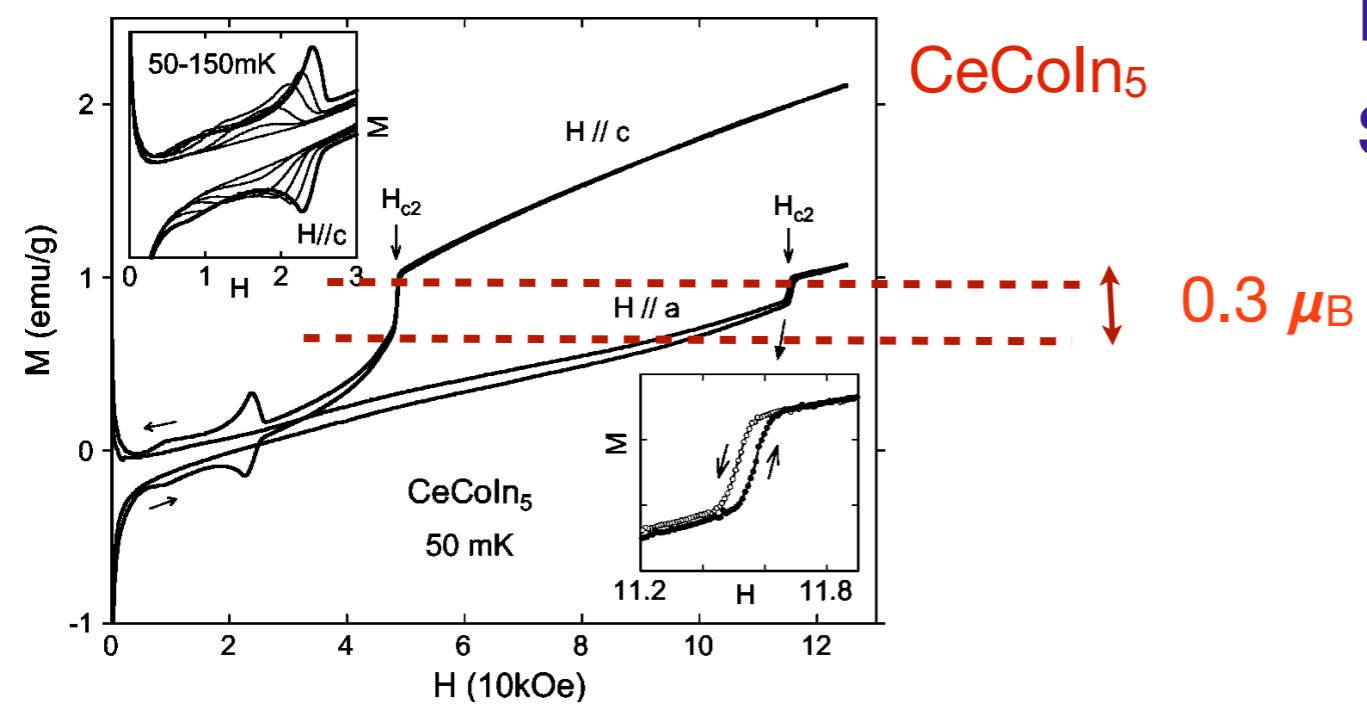 50-150mK
M
H//c
0 1 2 3
H
CeCoIn5
H // c
Hc2
Hc2
H // a
0.3 μB
M (emu/g)
2
1
0
-1
CeCoIn5
50 mK
M
11.2 H 11.8
0 2 4 6 8 10 12
H (10kOe)